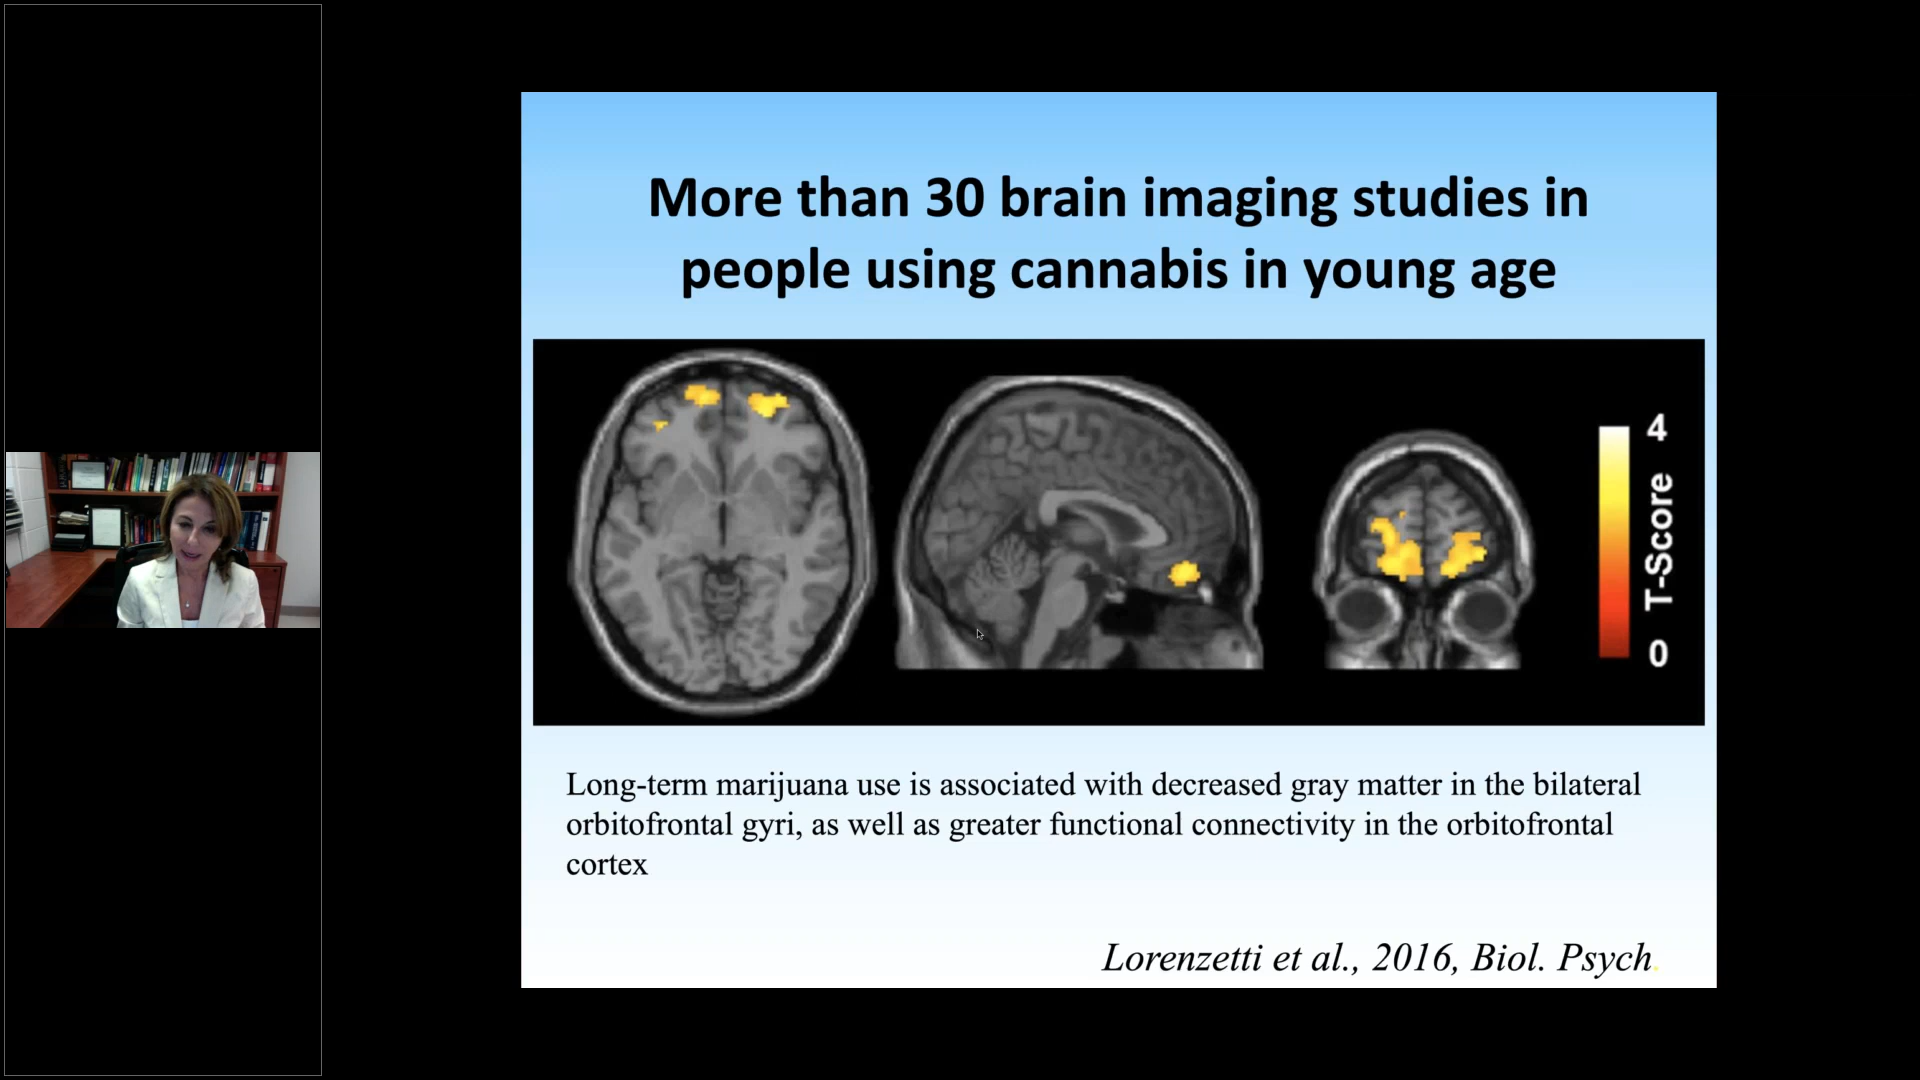 More than 30 brain imaging studies in
people using cannabis in young age
4
T-Score
0
Long-term marijuana use is associated with decreased gray matter in the bilateral
orbitofrontal gyri, as well as greater functional connectivity in the orbitofrontal
cortex
Lorenzetti et al., 2016, Biol. Psych.